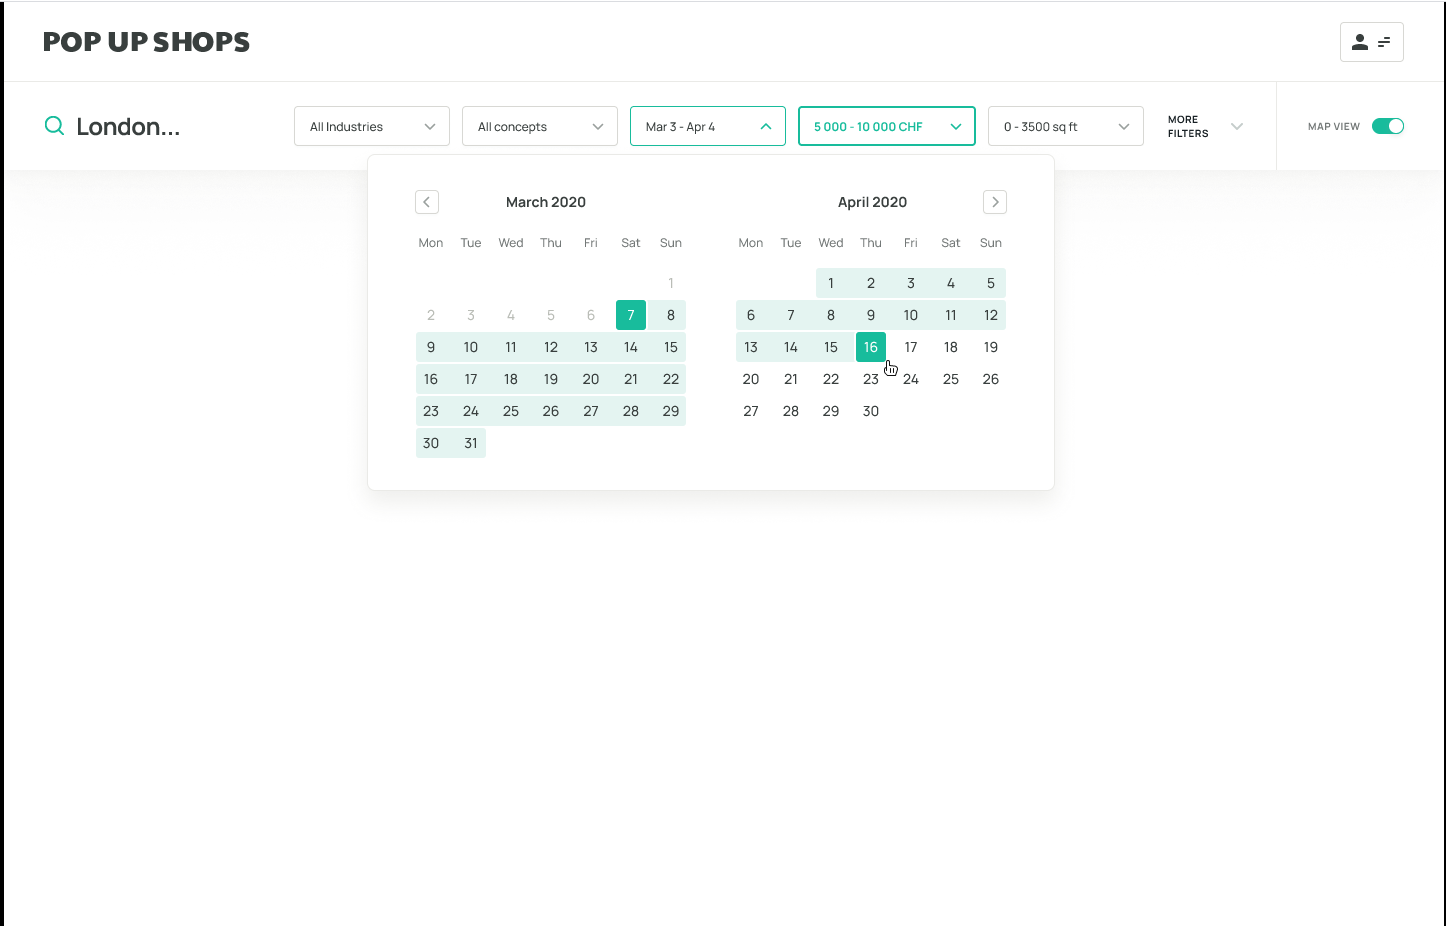 POP UP SHOPS
London...
All Industries
All concepts
Mar 3 - Apr 4
5 000 - 10 000 CHF
0 - 3500 sq ft
MORE
FILTERS
MAP VIEW
March 2020
Mon Tue Wed Thu Fri Sat Sun
1
2 3 4 5 6 7 8
9 10 11 12 13 14 15
16 17 18 19 20 21 22
23 24 25 26 27 28 29
30 31
April 2020
Mon Tue Wed Thu Fri Sat Sun
1 2 3 4 5
6 7 8 9 10 11 12
13 14 15 16 17 18 19
20 21 22 23 24 25 26
27 28 29 30